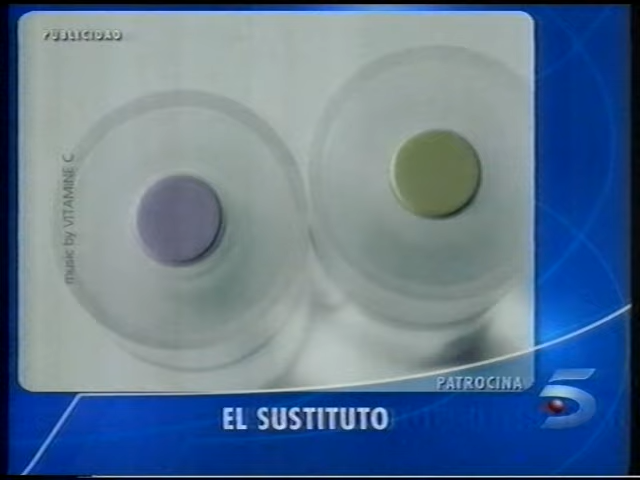 PUBLICIDAD
music by VITAMINE C
PATROCINA
5
EL SUSTITUTO